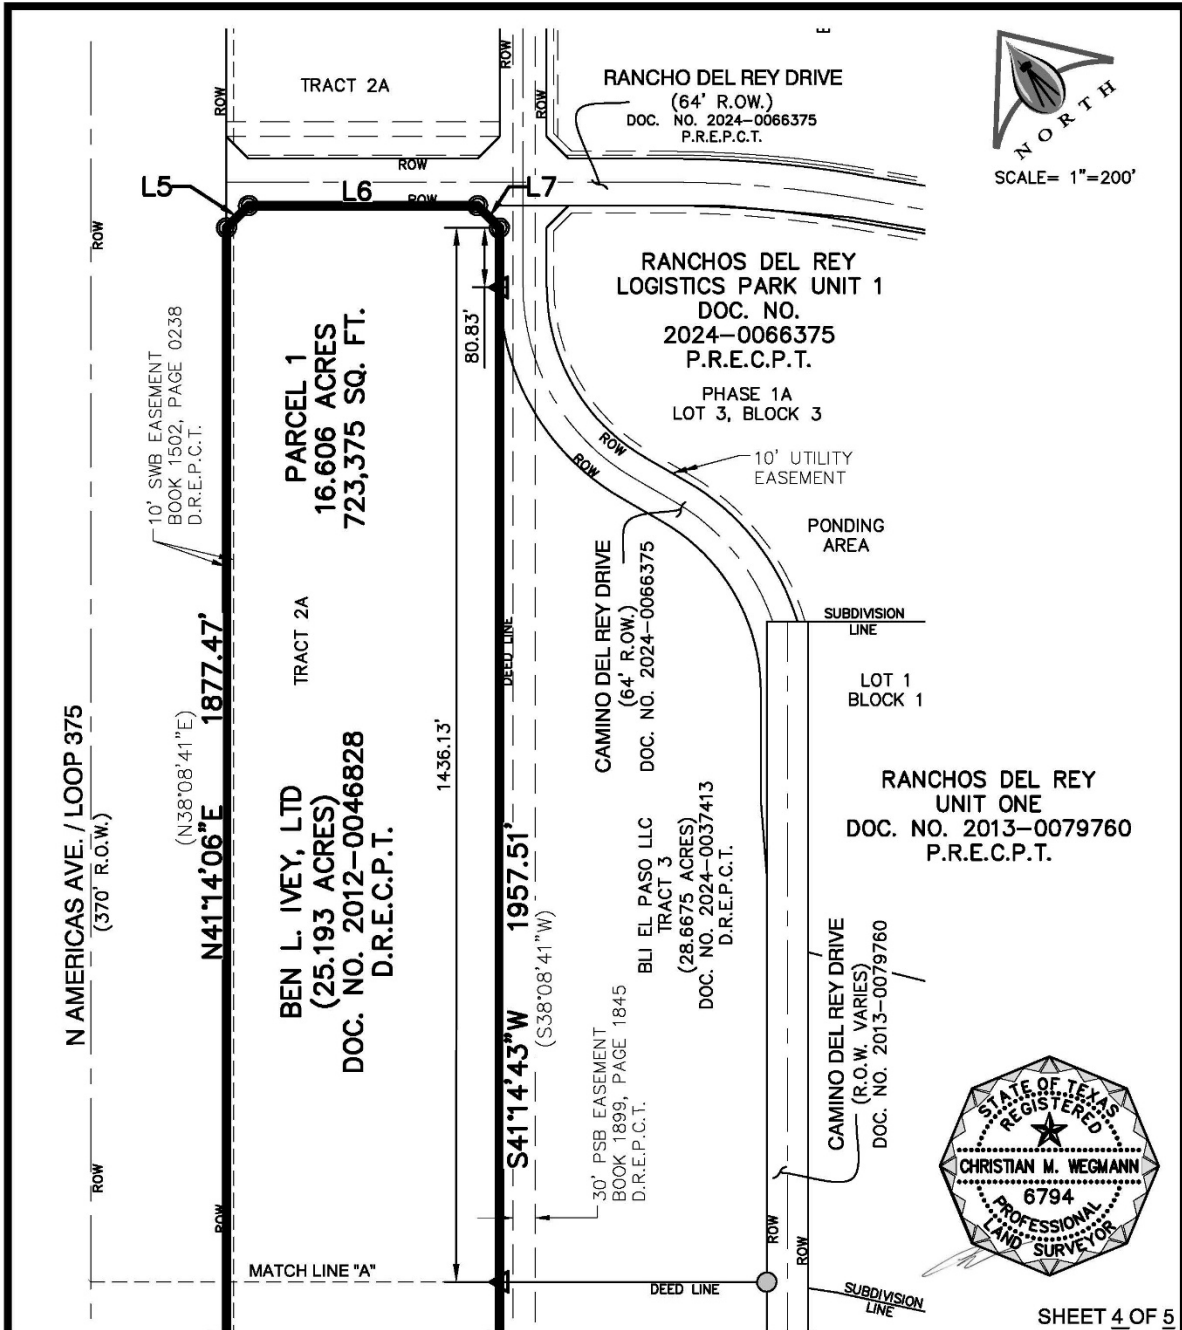 TRACT 2A
ROW
ROW
ROW
ROW
RANCHO DEL REY DRIVE
(64' R.OW.)
DOC. NO. 2024-0066375
P.R.E.P.C.T.
NORTH
SCALE= 1"=200'
L5
L6
ROW
L7
ROW
80.83'
RANCHOS DEL REY
LOGISTICS PARK UNIT 1
DOC. NO.
2024-0066375
P.R.E.C.P.T.
PHASE 1A
LOT 3, BLOCK 3
10' SWB EASEMENT
BOOK 1502, PAGE 0238
D.R.E.P.C.T.
PARCEL 1
16.606 ACRES
723,375 SQ. FT.
ROW
ROW
10' UTILITY
EASEMENT
PONDING
AREA
SUBDIVISION
LINE
TRACT 2A
DEED LINE
CAMINO DEL REY DRIVE
(64' R.OW.)
DOC. NO. 2024-0066375
LOT 1
BLOCK 1
N AMERICAS AVE. / LOOP 375
(370' R.O.W.)
N41°14'06"E 1877.47'
(N38°08'41"E)
BEN L. IVEY, LTD
(25.193 ACRES)
DOC. NO. 2012-0046828
D.R.E.C.P.T.
1436.13'
S41°14'43"W 1957.51'
(S38°08'41"W)
BLI EL PASO LLC
TRACT 3
(28.6675 ACRES)
DOC. NO. 2024-0037413
D.R.E.P.C.T.
RANCHOS DEL REY
UNIT ONE
DOC. NO. 2013-0079760
P.R.E.C.P.T.
30' PSB EASEMENT
BOOK 1899, PAGE 1845
D.R.E.P.C.T.
CAMINO DEL REY DRIVE
(R.O.W. VARIES)
DOC. NO. 2013-0079760
STATE OF TEXAS
REGISTERED
CHRISTIAN M. WEGMANN
6794
PROFESSIONAL
LAND SURVEYOR
ROW
ROW
ROW
ROW
MATCH LINE "A"
DEED LINE
SUBDIVISION
LINE
SHEET 4 OF 5